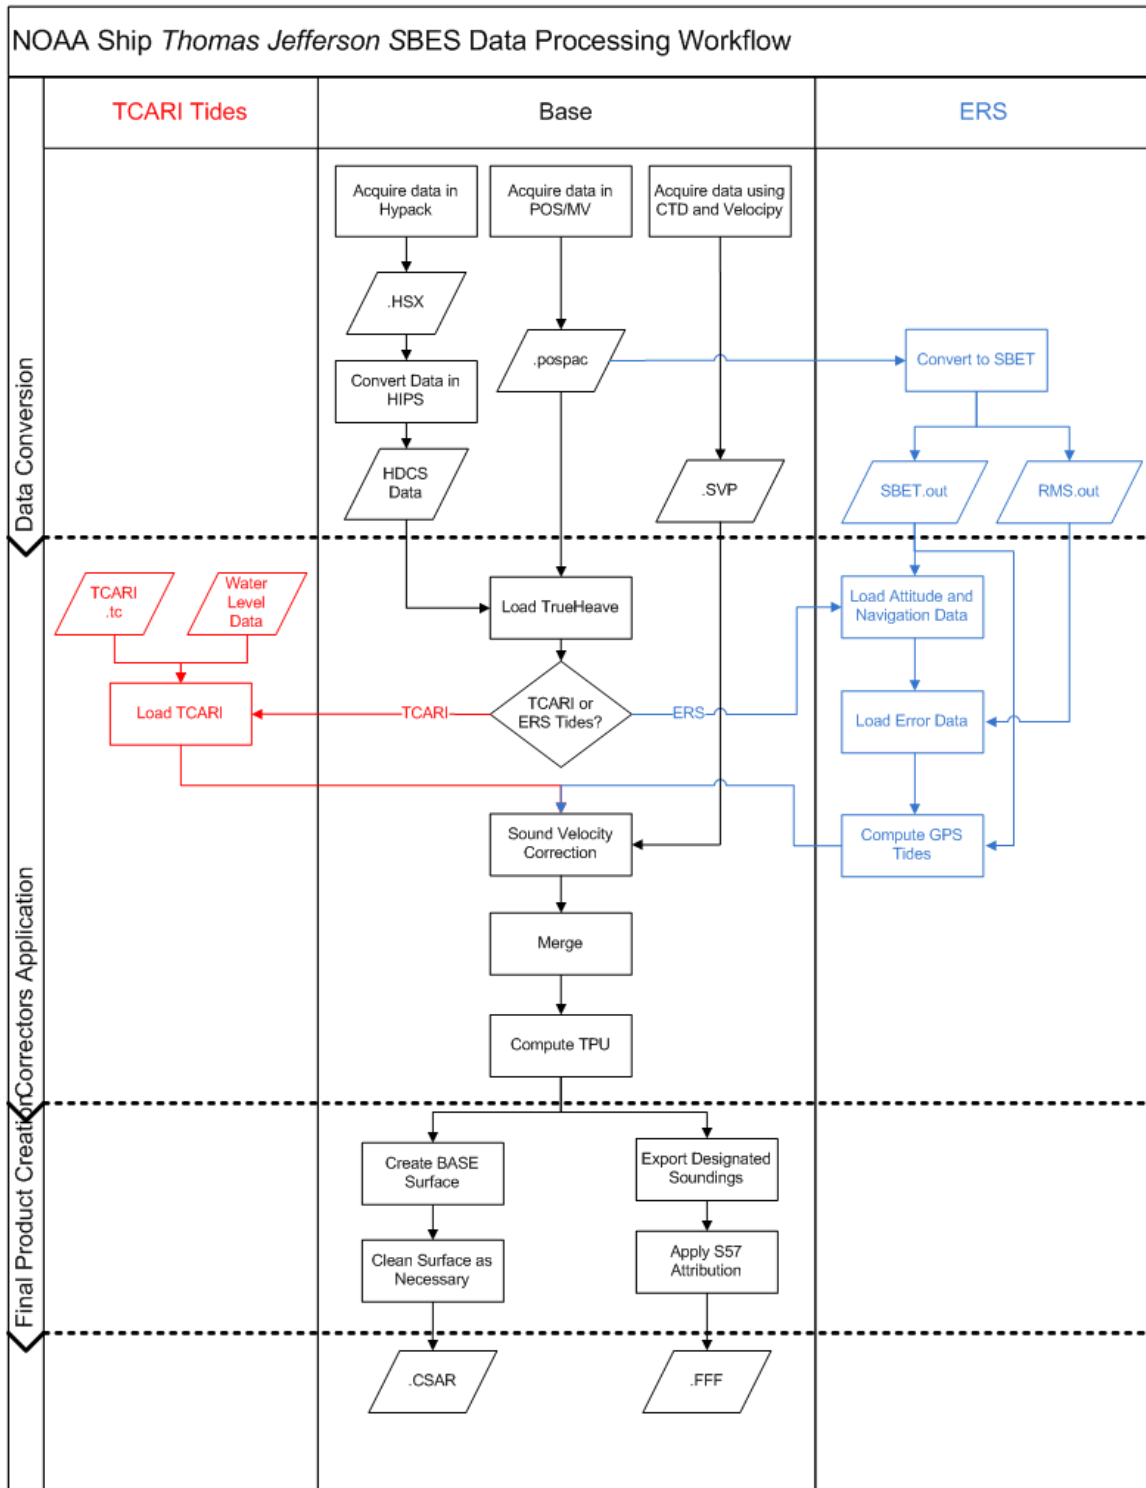 NOAA Ship Thomas Jefferson SBES Data Processing Workflow
TCARI Tides
Base
ERS
Data Conversion
Acquire data in
Hypack
Acquire data in
POS/MV
Acquire data using
CTD and Velocipy
.HSX
.pospac
Convert to SBET
Convert Data in
HIPS
HDCS
Data
.SVP
SBET.out
RMS.out
Correctors Application
TCARI
.tc
Water
Level
Data
Load TrueHeave
Load Attitude and
Navigation Data
Load TCARI
TCARI
TCARI or
ERS Tides?
ERS
Load Error Data
Sound Velocity
Correction
Compute GPS
Tides
Merge
Compute TPU
Final Product Creation
Create BASE
Surface
Export Designated
Soundings
Clean Surface as
Necessary
Apply S57
Attribution
.CSAR
.FFF